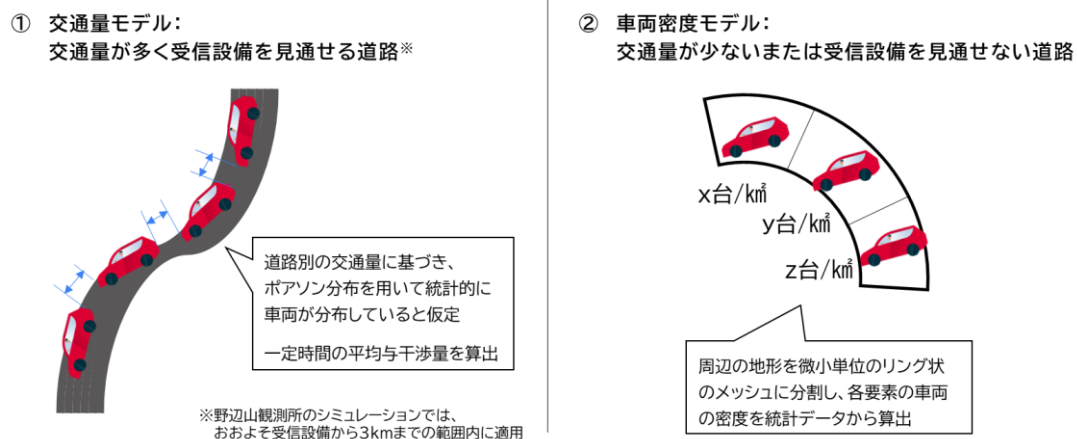 ① 交通量モデル：
交通量が多く受信設備を見通せる道路※
道路別の交通量に基づき、
ポアソン分布を用いて統計的に
車両が分布していると仮定
一定時間の平均与干渉量を算出
※野辺山観測所のシミュレーションでは、
おおよそ受信設備から3kmまでの範囲内に適用
② 車両密度モデル：
交通量が少ないまたは受信設備を見通せない道路
x台/㎢
y台/㎢
z台/㎢
周辺の地形を微小単位のリング状
のメッシュに分割し、各要素の車両
の密度を統計データから算出